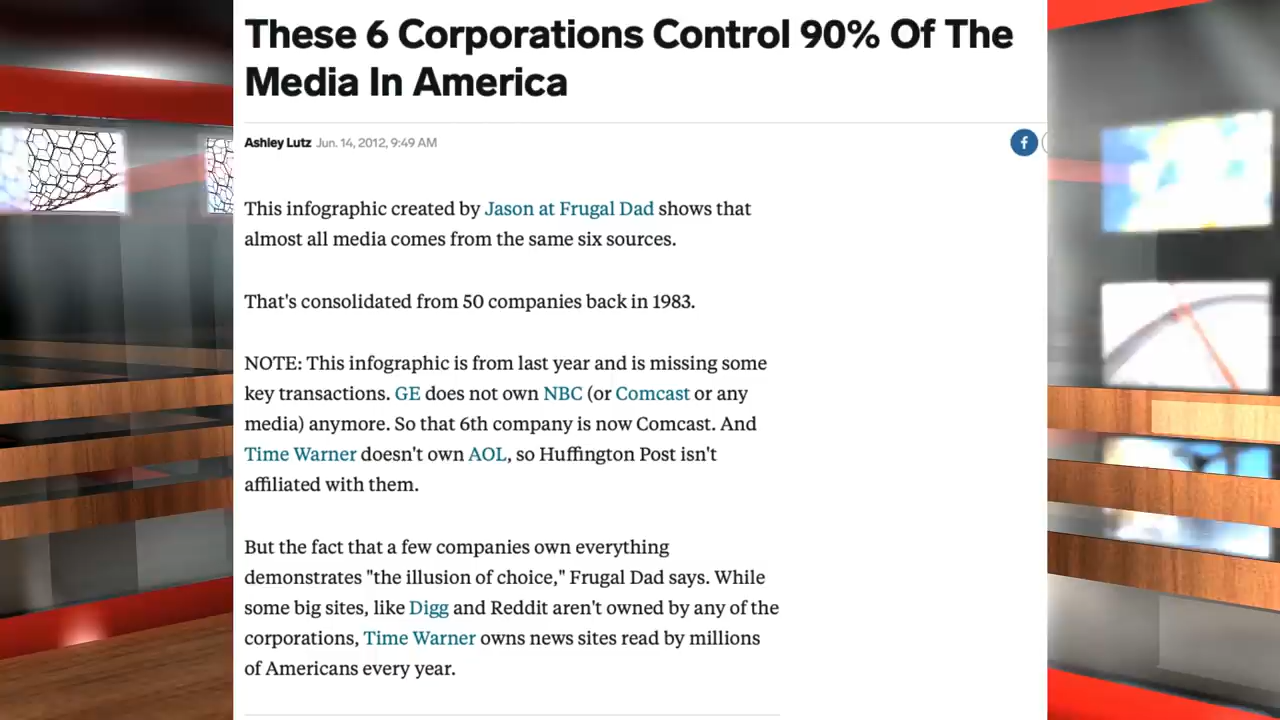 These 6 Corporations Control 90% Of The
Media In America
Ashley Lutz Jun. 14, 2012, 9:49 AM
f
This infographic created by Jason at Frugal Dad shows that
almost all media comes from the same six sources.
That's consolidated from 50 companies back in 1983.
NOTE: This infographic is from last year and is missing some
key transactions. GE does not own NBC (or Comcast or any
media) anymore. So that 6th company is now Comcast. And
Time Warner doesn't own AOL, so Huffington Post isn't
affiliated with them.
But the fact that a few companies own everything
demonstrates "the illusion of choice," Frugal Dad says. While
some big sites, like Digg and Reddit aren't owned by any of the
corporations, Time Warner owns news sites read by millions
of Americans every year.